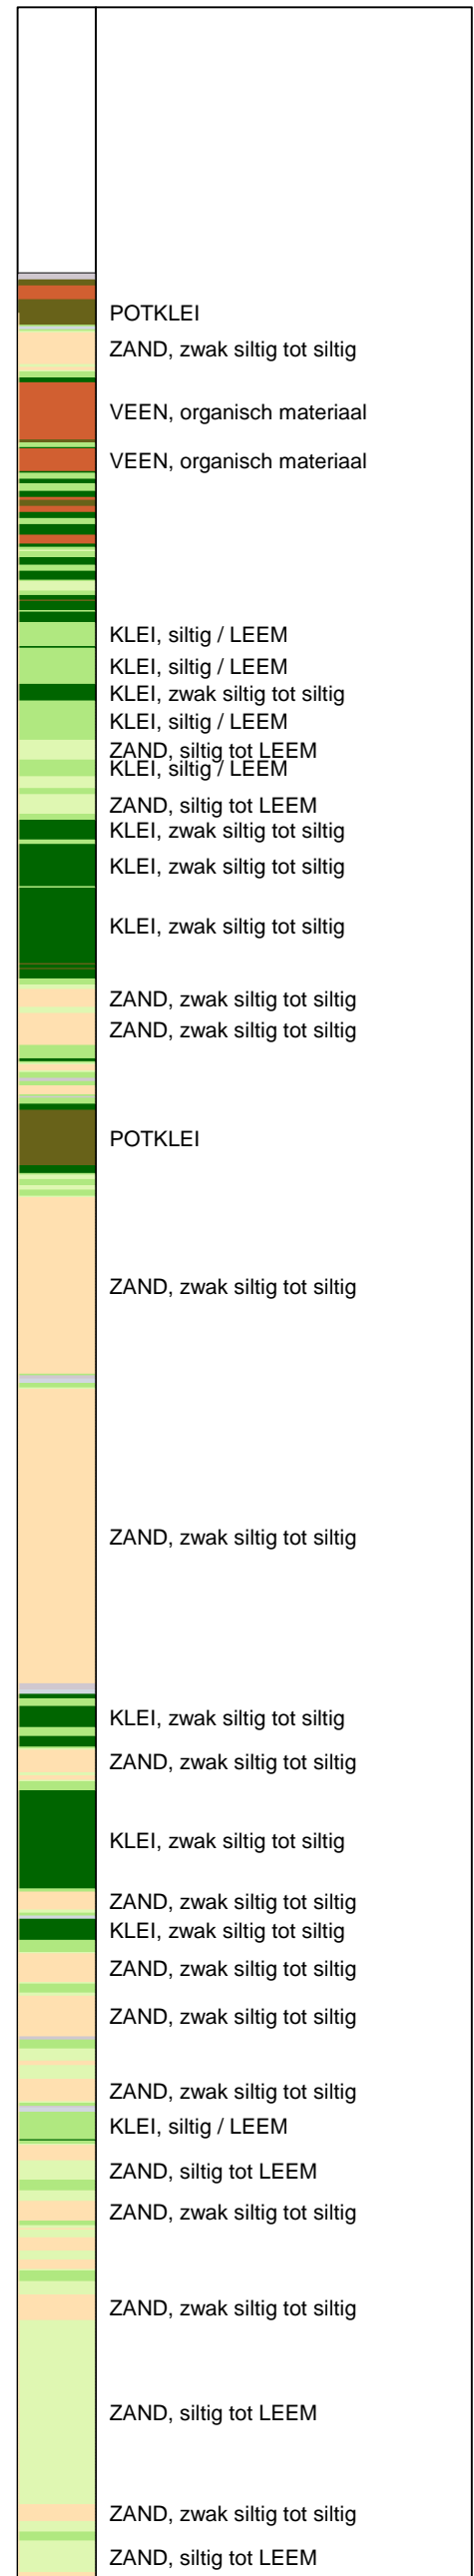 POTKLEI
ZAND, zwak siltig tot siltig
VEEN, organisch materiaal
VEEN, organisch materiaal
KLEI, siltig / LEEM
KLEI, siltig / LEEM
KLEI, zwak siltig tot siltig
KLEI, siltig / LEEM
ZAND, siltig tot LEEM
KLEI, siltig / LEEM
ZAND, siltig tot LEEM
KLEI, zwak siltig tot siltig
KLEI, zwak siltig tot siltig
KLEI, zwak siltig tot siltig
ZAND, zwak siltig tot siltig
ZAND, zwak siltig tot siltig
POTKLEI
ZAND, zwak siltig tot siltig
ZAND, zwak siltig tot siltig
KLEI, zwak siltig tot siltig
ZAND, zwak siltig tot siltig
KLEI, zwak siltig tot siltig
ZAND, zwak siltig tot siltig
KLEI, zwak siltig tot siltig
ZAND, zwak siltig tot siltig
ZAND, zwak siltig tot siltig
ZAND, zwak siltig tot siltig
KLEI, siltig / LEEM
ZAND, siltig tot LEEM
ZAND, zwak siltig tot siltig
ZAND, zwak siltig tot siltig
ZAND, siltig tot LEEM
ZAND, zwak siltig tot siltig
ZAND, siltig tot LEEM